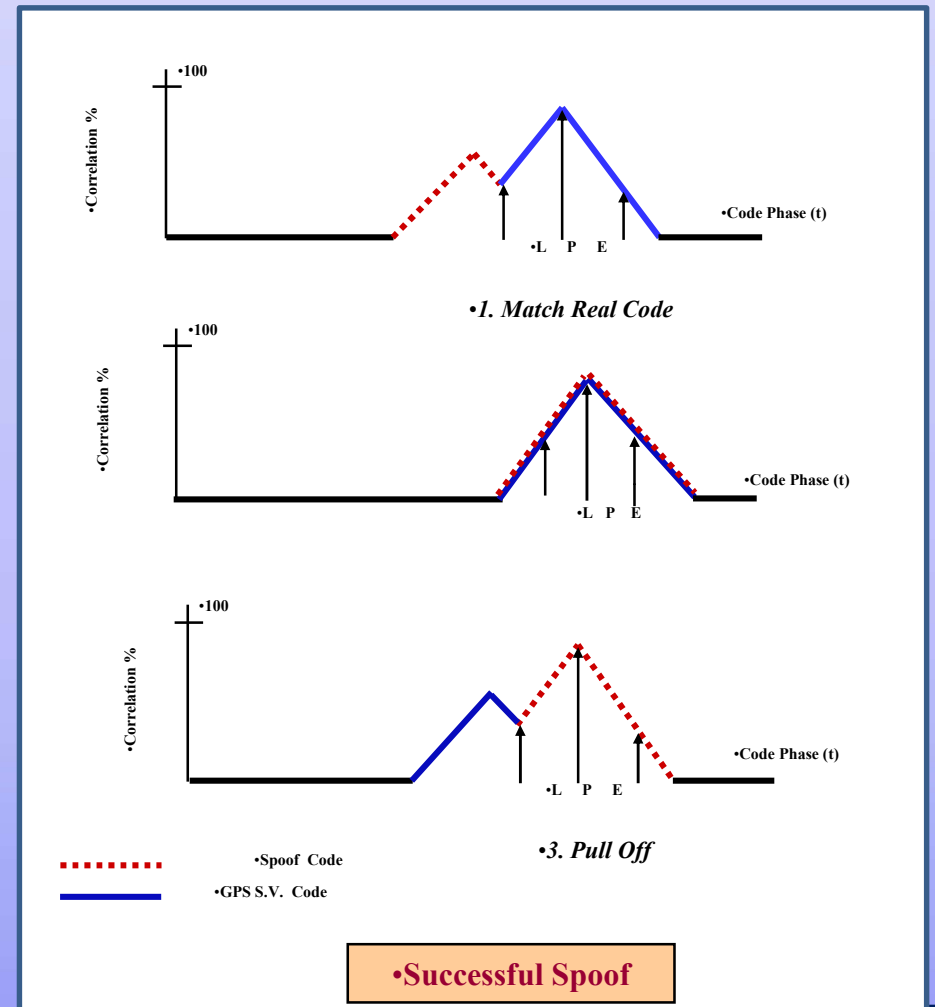 •100
•Correlation %
•Code Phase (t)
•L P E
•1. Match Real Code
•100
•Correlation %
•Code Phase (t)
•L P E
•100
•Correlation %
•Code Phase (t)
•L P E
•3. Pull Off
•Spoof Code
•GPS S.V. Code
•Successful Spoof